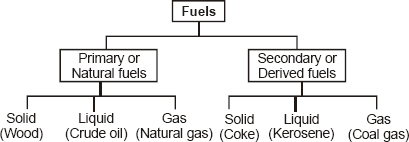 Fuels
Primary or
Natural fuels
Secondary or
Derived fuels
Solid
(Wood)
Liquid
(Crude oil)
Gas
(Natural gas)
Solid
(Coke)
Liquid
(Kerosene)
Gas
(Coal gas)